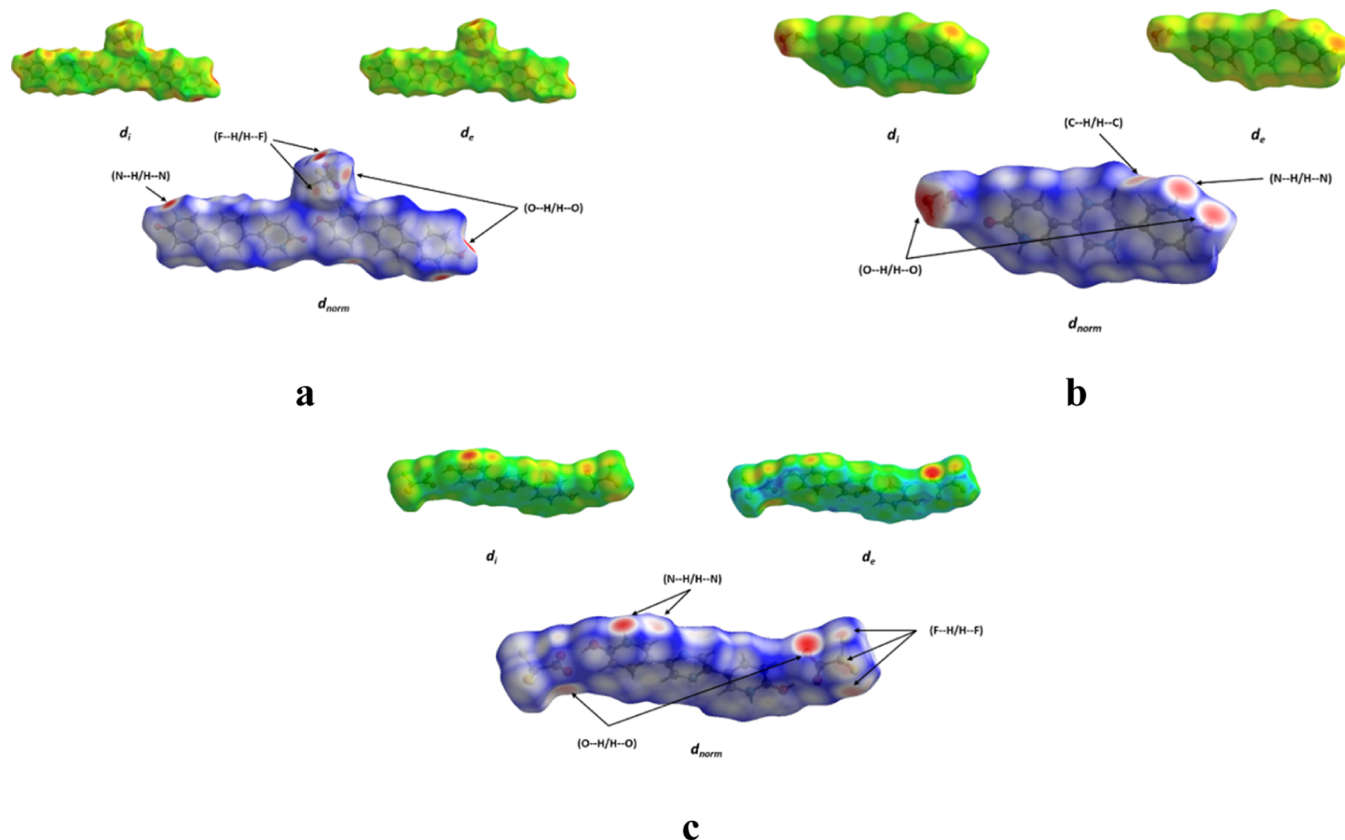 d_i
d_e
(F--H/H--F)
(N--H/H--N)
(O--H/H--O)
d_norm
a
d_i
d_e
(C--H/H--C)
(N--H/H--N)
(O--H/H--O)
d_norm
b
d_i
d_e
(N--H/H--N)
(F--H/H--F)
(O--H/H--O)
d_norm
c